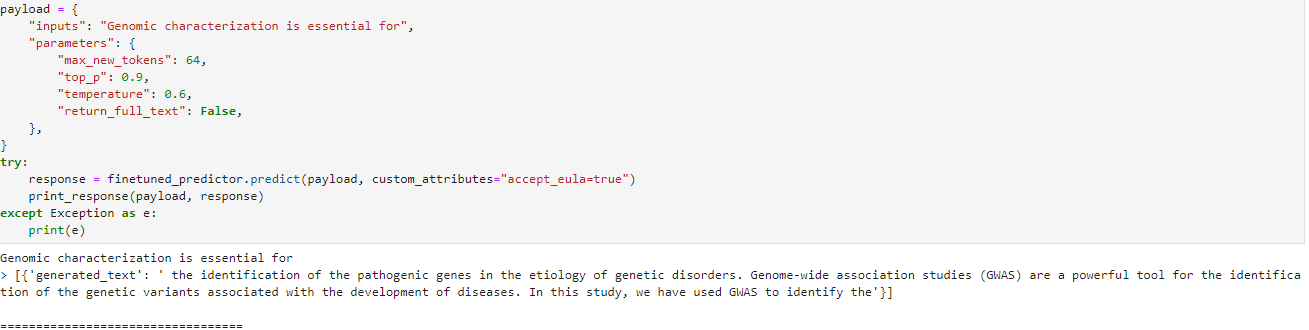 payload = {
    "inputs": "Genomic characterization is essential for",
    "parameters": {
        "max_new_tokens": 64,
        "top_p": 0.9,
        "temperature": 0.6,
        "return_full_text": False,
    },
}
try:
    response = finetuned_predictor.predict(payload, custom_attributes="accept_eula=true")
    print_response(payload, response)
except Exception as e:
    print(e)
Genomic characterization is essential for
> [{'generated_text': ' the identification of the pathogenic genes in the etiology of genetic disorders. Genome-wide association studies (GWAS) are a powerful tool for the identifica
tion of the genetic variants associated with the development of diseases. In this study, we have used GWAS to identify the'}]
==================================